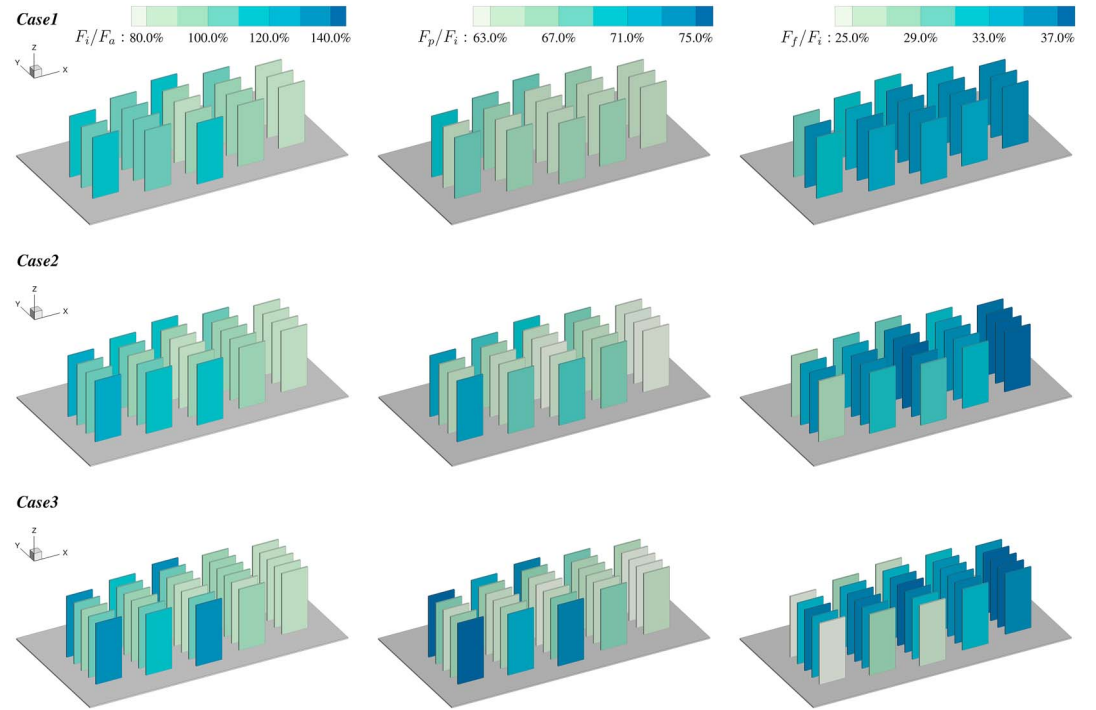 Case1
F_i/F_a : 80.0% 100.0% 120.0% 140.0%
F_p/F_i : 63.0% 67.0% 71.0% 75.0%
F_f/F_i : 25.0% 29.0% 33.0% 37.0%
Z
Y
X
Case2
Z
Y
X
Case3
Z
Y
X